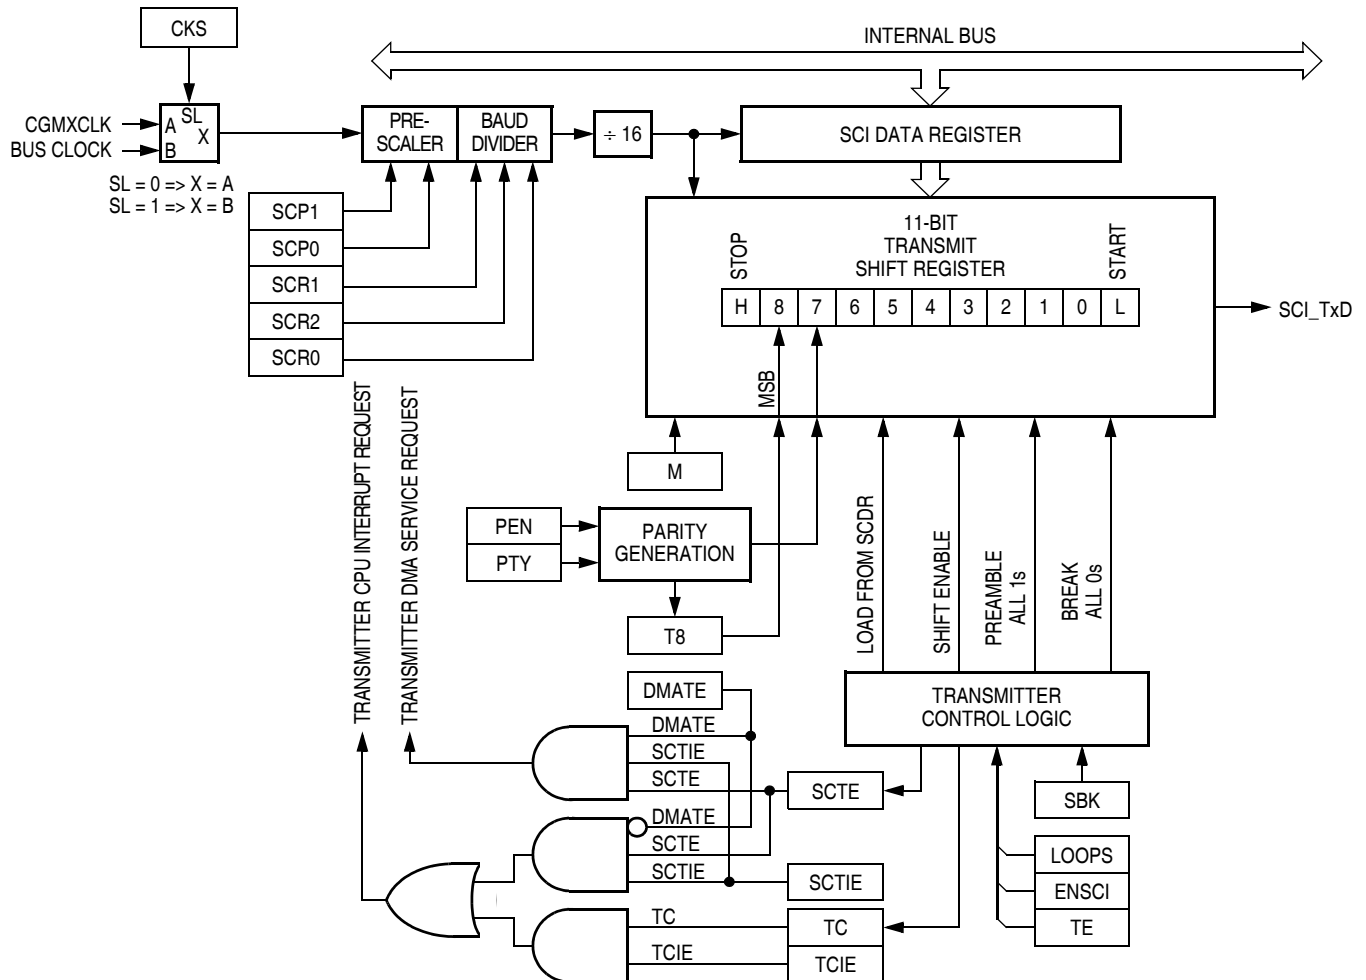 CKS
INTERNAL BUS
CGMXCLK
BUS CLOCK
A
SL
X
B
SL = 0 => X = A
SL = 1 => X = B
PRE-
SCALER
BAUD
DIVIDER
÷ 16
SCI DATA REGISTER
SCP1
SCP0
SCR1
SCR2
SCR0
11-BIT
TRANSMIT
SHIFT REGISTER
STOP
START
H 8 7 6 5 4 3 2 1 0 L
SCI_TxD
MSB
TRANSMITTER CPU INTERRUPT REQUEST
TRANSMITTER DMA SERVICE REQUEST
M
PEN
PTY
PARITY
GENERATION
T8
LOAD FROM SCDR
SHIFT ENABLE
PREAMBLE
ALL 1s
BREAK
ALL 0s
TRANSMITTER
CONTROL LOGIC
DMATE
DMATE
SCTIE
SCTE
SCTE
DMATE
SCTE
SCTIE
SCTIE
SBK
LOOPS
ENSCI
TE
TC
TC
TCIE
TCIE